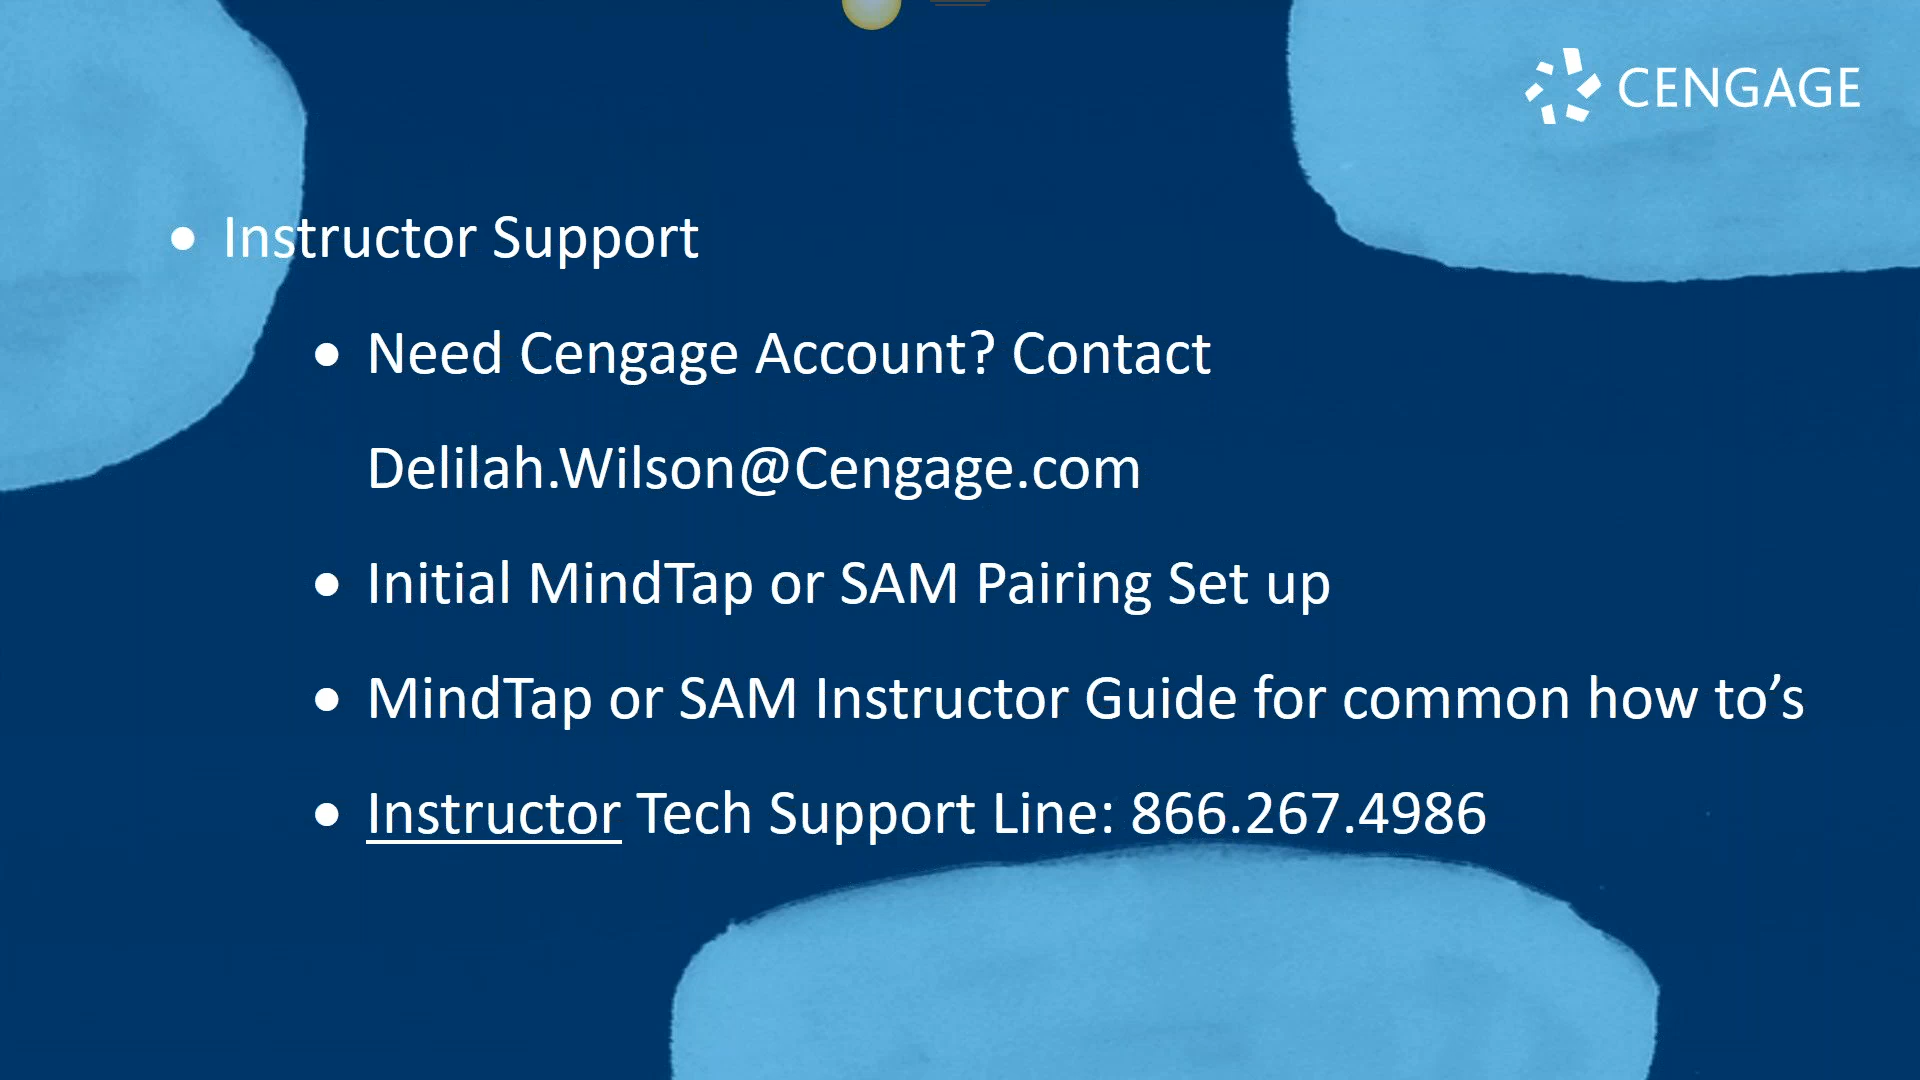 CENGAGE
• Instructor Support
• Need Cengage Account? Contact
Delilah.Wilson@Cengage.com
• Initial MindTap or SAM Pairing Set up
• MindTap or SAM Instructor Guide for common how to’s
• Instructor Tech Support Line: 866.267.4986